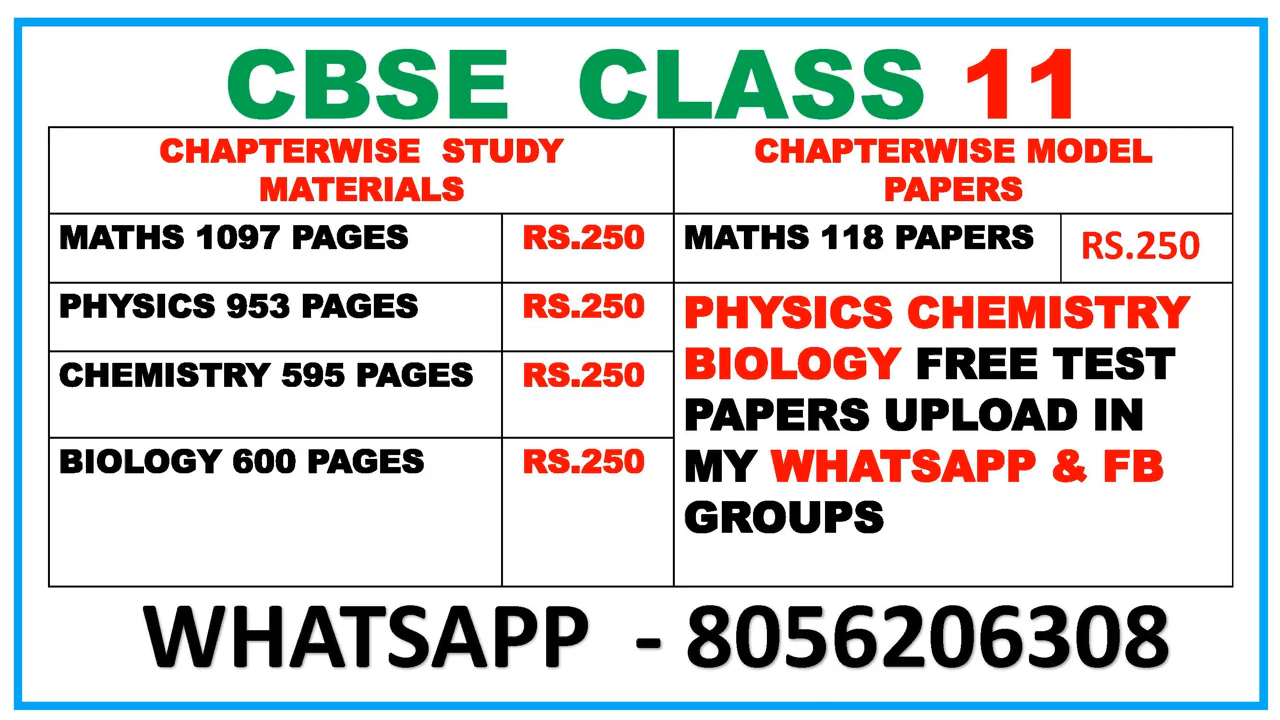 CBSE CLASS 11
CHAPTERWISE STUDY
MATERIALS
CHAPTERWISE MODEL
PAPERS
MATHS 1097 PAGES RS.250
MATHS 118 PAPERS RS.250
PHYSICS 953 PAGES RS.250
CHEMISTRY 595 PAGES RS.250
BIOLOGY 600 PAGES RS.250
PHYSICS CHEMISTRY
BIOLOGY FREE TEST
PAPERS UPLOAD IN
MY WHATSAPP & FB
GROUPS
WHATSAPP - 8056206308